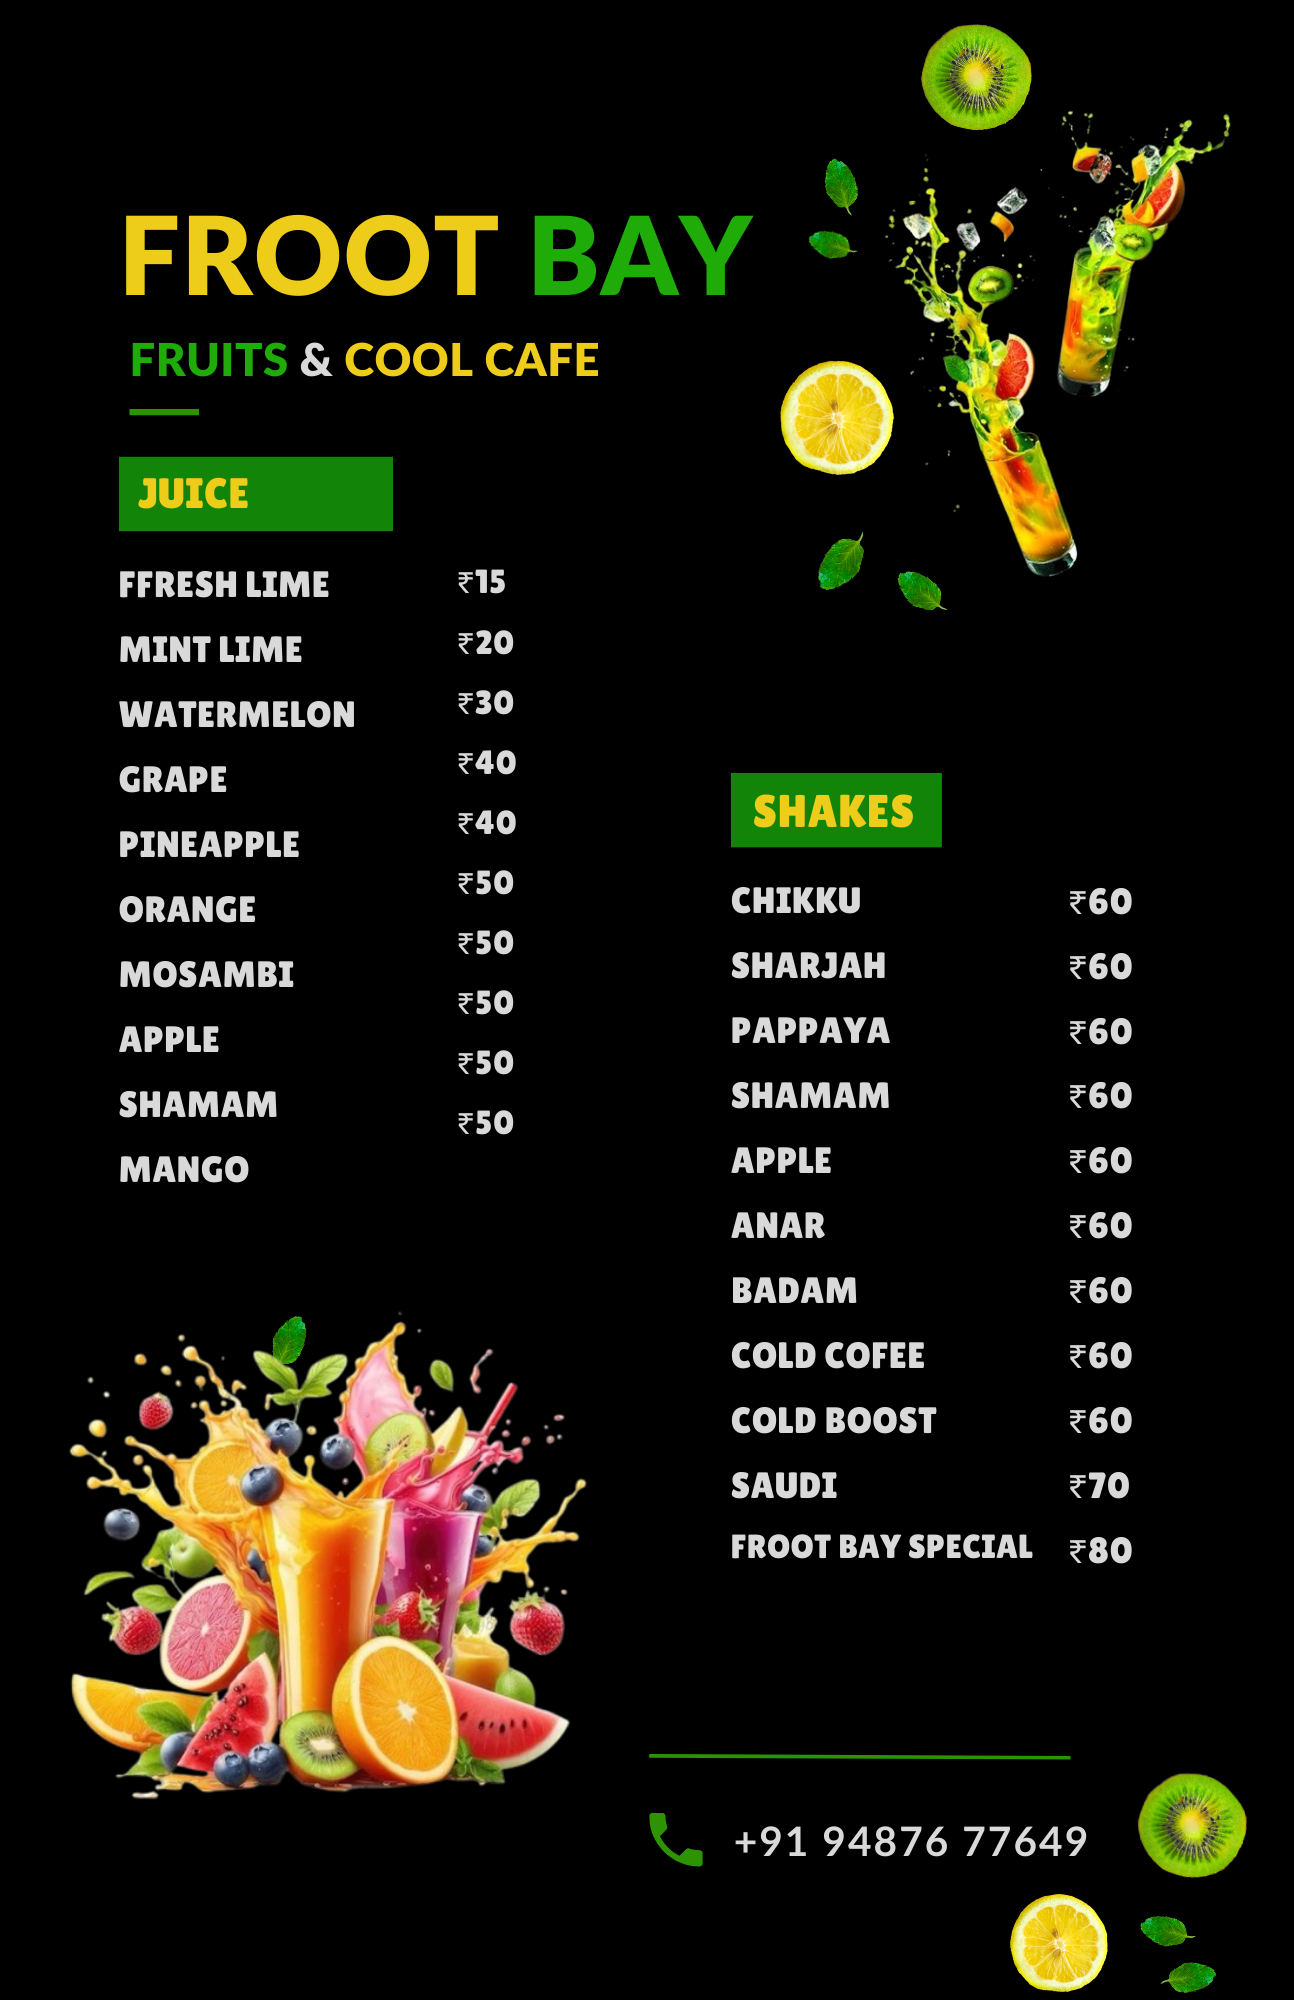 FROOT BAY
FRUITS & COOL CAFE
JUICE
FFRESH LIME ₹15
MINT LIME ₹20
WATERMELON ₹30
GRAPE ₹40
PINEAPPLE ₹40
ORANGE ₹50
MOSAMBI ₹50
APPLE ₹50
SHAMAM ₹50
MANGO ₹50
SHAKES
CHIKKU ₹60
SHARJAH ₹60
PAPPAYA ₹60
SHAMAM ₹60
APPLE ₹60
ANAR ₹60
BADAM ₹60
COLD COFEE ₹60
COLD BOOST ₹60
SAUDI ₹70
FROOT BAY SPECIAL ₹80
+91 94876 77649